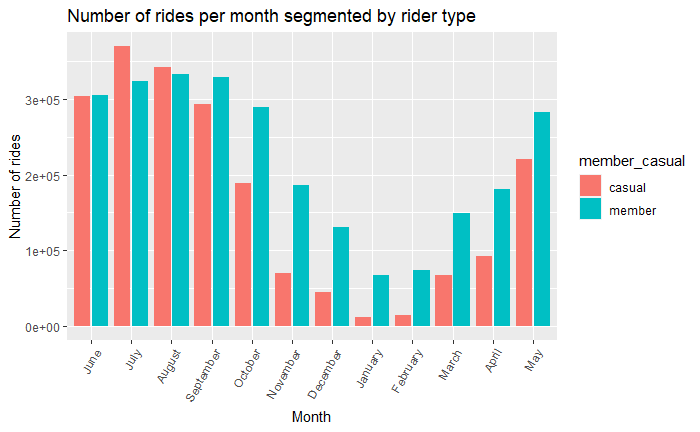 Number of rides per month segmented by rider type
Number of rides
3e+05
2e+05
1e+05
0e+00
June
July
August
September
October
November
December
January
February
March
April
May
Month
member_casual
casual
member